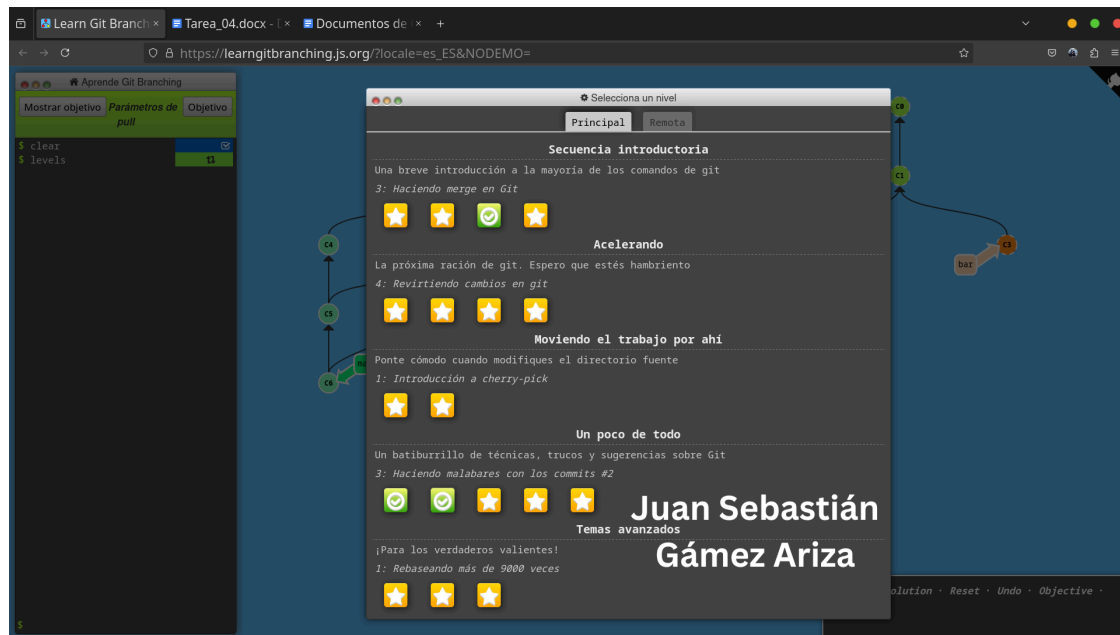 Learn Git Branch
Tarea_04.docx - D
Documentos de
https://learngitbranching.js.org/?locale=es_ES&NODEMO=
Aprende Git Branching
Mostrar objetivo
Parámetros de pull
Objetivo
$ clear
$ levels
$
Selecciona un nivel
Principal Remota
Secuencia introductoria
Una breve introducción a la mayoría de los comandos de git
3: Haciendo merge en Git
Acelerando
La próxima ración de git. Espero que estés hambriento
4: Revirtiendo cambios en git
Moviendo el trabajo por ahí
Ponte cómodo cuando modifiques el directorio fuente
1: Introducción a cherry-pick
Un poco de todo
Un batiburrillo de técnicas, trucos y sugerencias sobre Git
3: Haciendo malabares con los commits #2
Temas avanzados
¡Para los verdaderos valientes!
1: Rebaseando más de 9000 veces
Juan Sebastián
Gámez Ariza
C4
C5
C6
C0
C1
C3
bar
olution · Reset · Undo · Objective ·